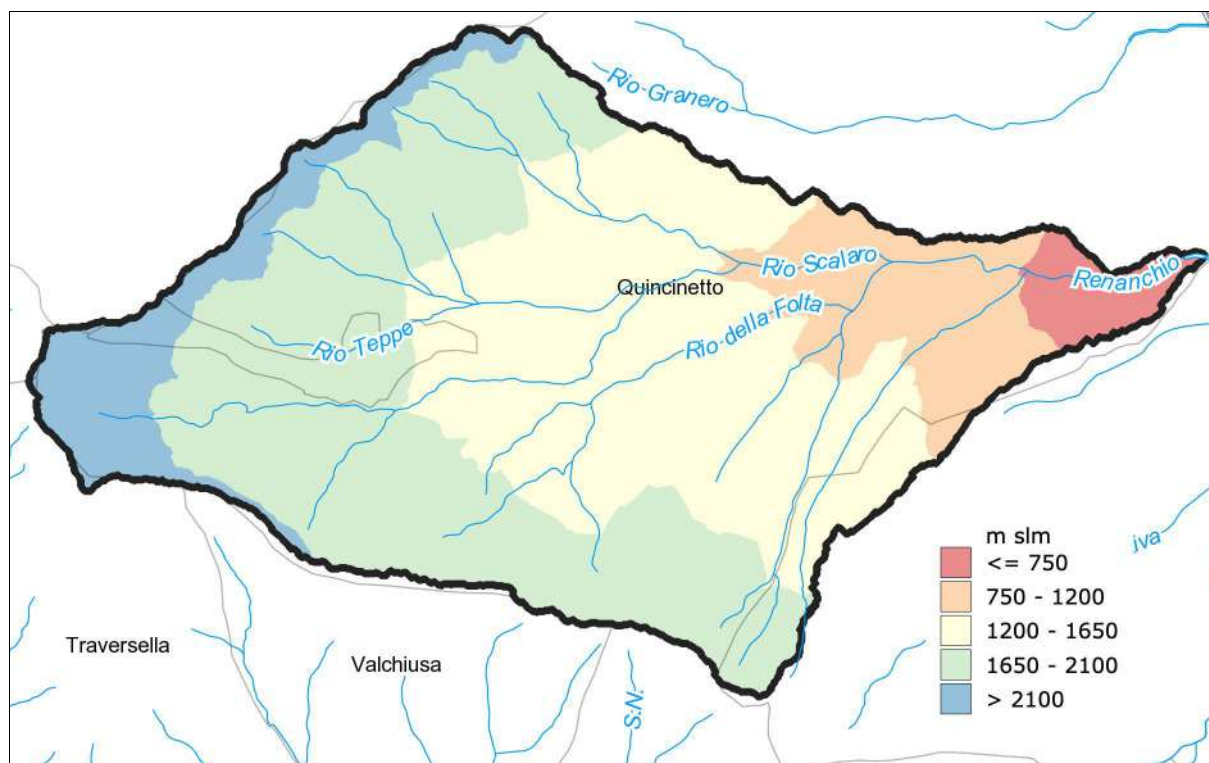 Rio Granero
Rio Scalaro
Renanchio
Quincinetto
Rio Teppe
Rio della Folta
Traversella
Valchiusa
S.N.
iva
m slm
<= 750
750 - 1200
1200 - 1650
1650 - 2100
> 2100